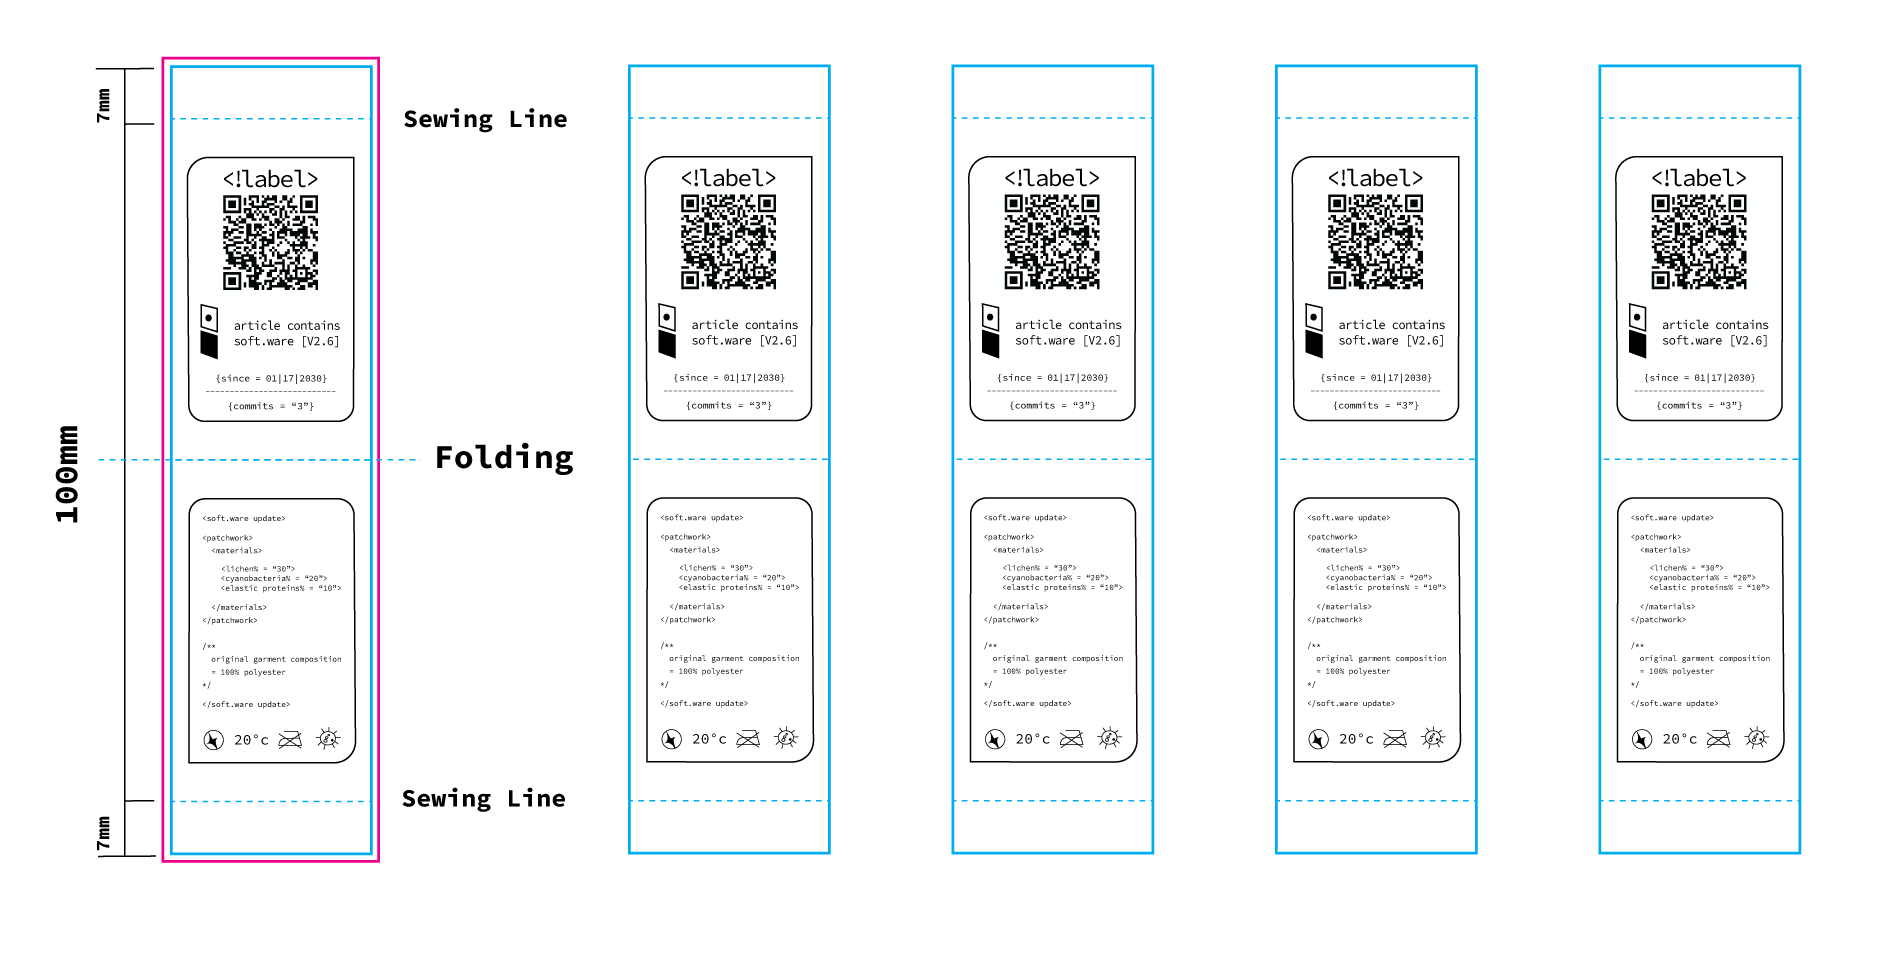 7mm
100mm
7mm
Sewing Line
Folding
Sewing Line
<!label>
article contains
soft.ware [V2.6]
{since = 01|17|2030}
{commits = “3”}
<soft.ware update>
<patchwork>
<materials>
<lichen% = “30”>
<cyanobacteria% = “20”>
<elastic proteins% = “10”>
</materials>
</patchwork>
/**
original garment composition
= 100% polyester
*/
</soft.ware update>
20°c
<!label>
article contains
soft.ware [V2.6]
{since = 01|17|2030}
{commits = “3”}
<soft.ware update>
<patchwork>
<materials>
<lichen% = “30”>
<cyanobacteria% = “20”>
<elastic proteins% = “10”>
</materials>
</patchwork>
/**
original garment composition
= 100% polyester
*/
</soft.ware update>
20°c
<!label>
article contains
soft.ware [V2.6]
{since = 01|17|2030}
{commits = “3”}
<soft.ware update>
<patchwork>
<materials>
<lichen% = “30”>
<cyanobacteria% = “20”>
<elastic proteins% = “10”>
</materials>
</patchwork>
/**
original garment composition
= 100% polyester
*/
</soft.ware update>
20°c
<!label>
article contains
soft.ware [V2.6]
{since = 01|17|2030}
{commits = “3”}
<soft.ware update>
<patchwork>
<materials>
<lichen% = “30”>
<cyanobacteria% = “20”>
<elastic proteins% = “10”>
</materials>
</patchwork>
/**
original garment composition
= 100% polyester
*/
</soft.ware update>
20°c
<!label>
article contains
soft.ware [V2.6]
{since = 01|17|2030}
{commits = “3”}
<soft.ware update>
<patchwork>
<materials>
<lichen% = “30”>
<cyanobacteria% = “20”>
<elastic proteins% = “10”>
</materials>
</patchwork>
/**
original garment composition
= 100% polyester
*/
</soft.ware update>
20°c